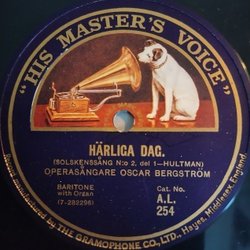 "HIS MASTER'S VOICE"
HÄRLIGA DAG.
(SOLSKENSSÅNG N:o 2, del 1—HULTMAN)
OPERASÅNGARE OSCAR BERGSTRÖM
BARITONE
with Organ
(7-282296)
Cat. No.
A.L.
254
Manufactured by THE GRAMOPHONE CO., LTD., Hayes, Middlesex, England